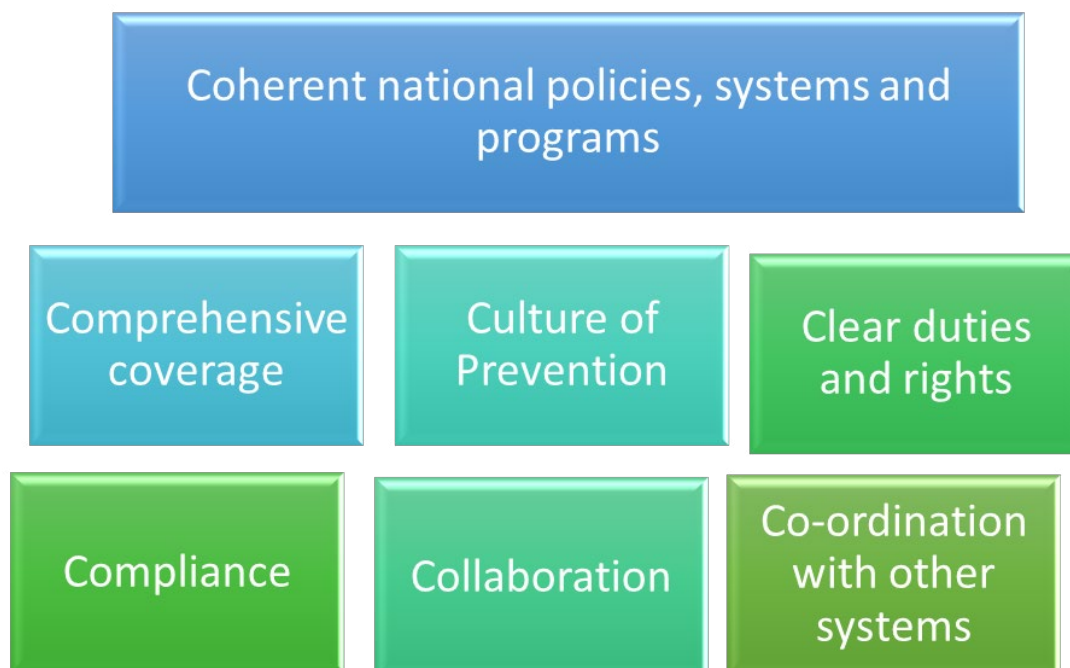 Coherent national policies, systems and
programs
Comprehensive
coverage
Culture of
Prevention
Clear duties
and rights
Compliance
Collaboration
Co-ordination
with other
systems